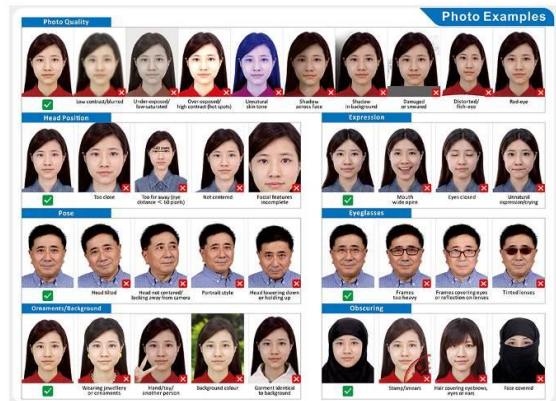 Photo Examples
Photo Quality
Low contrast/blurred
Under-exposed/
low-saturated
Over-exposed/
high contrast (hot spots)
Unnatural
skin tone
Shadow
across face
Shadow
in background
Damaged
or smeared
Distorted/
fish-eye
Red-eye
Head Position
Too close
Too far away (eye
distance < 60 pixels)
Not centered
Facial features
incomplete
Expression
Mouth
wide open
Eyes closed
Unnatural
expression/crying
Pose
Head tilted
Head not centered/
looking away from camera
Portrait style
Head lowering down
or holding up
Eyeglasses
Frames
too heavy
Frames covering eyes
or reflection on lenses
Tinted lenses
Ornaments/Background
Wearing jewellery
or ornaments
Hand/toy/
another person
Background colour
Garment identical
to background
Obscuring
Stamp/smears
Hair covering eyebrows,
eyes or ears
Face covered